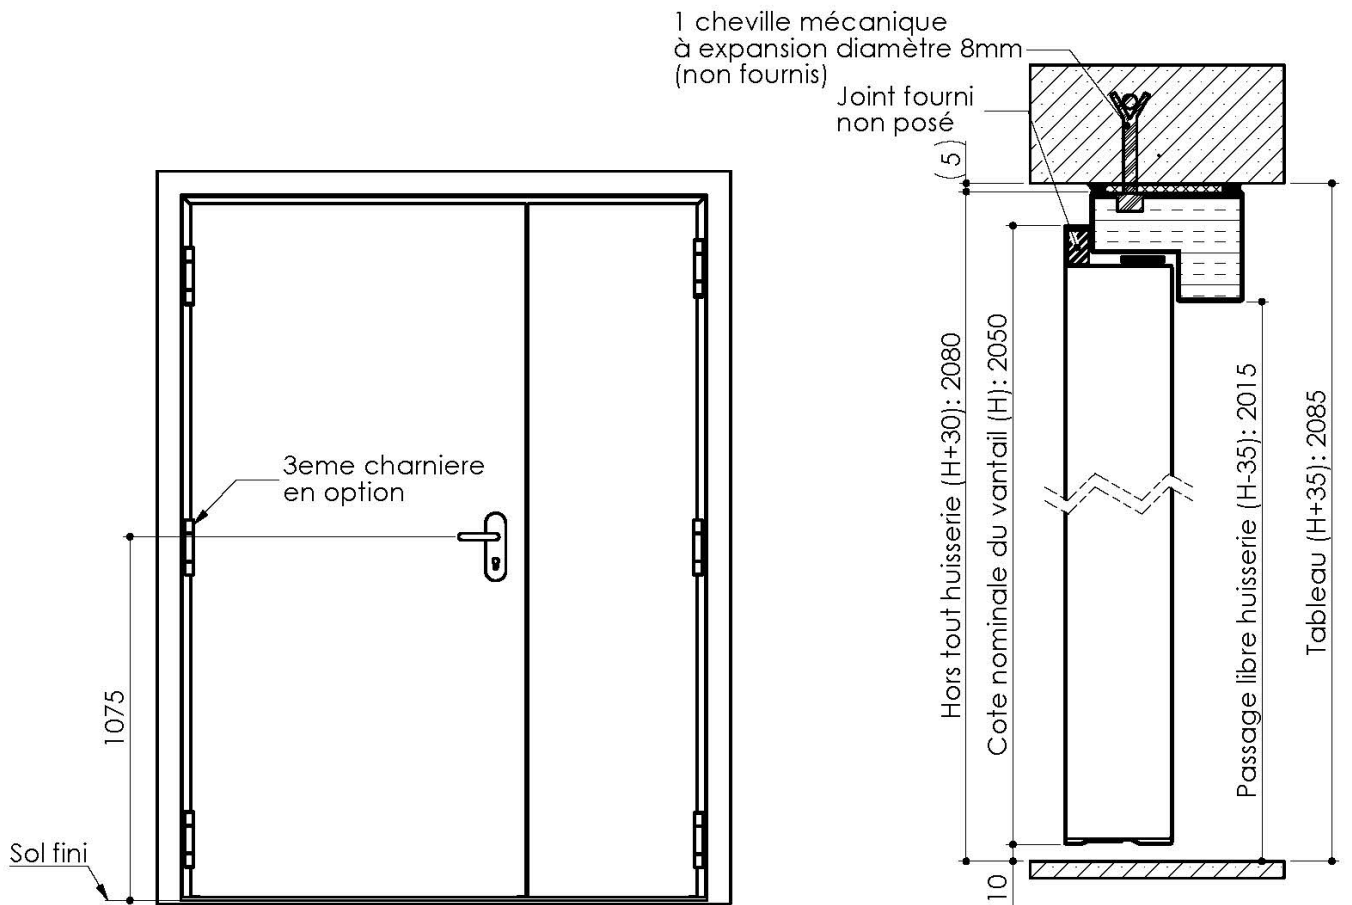 1 cheville mécanique
à expansion diamètre 8mm
(non fournis)
Joint fourni
non posé
(5)
3eme charniere
en option
1075
Sol fini
Hors tout huisserie (H+30): 2080
Cote nominale du vantail (H): 2050
Passage libre huisserie (H-35): 2015
Tableau (H+35): 2085
10